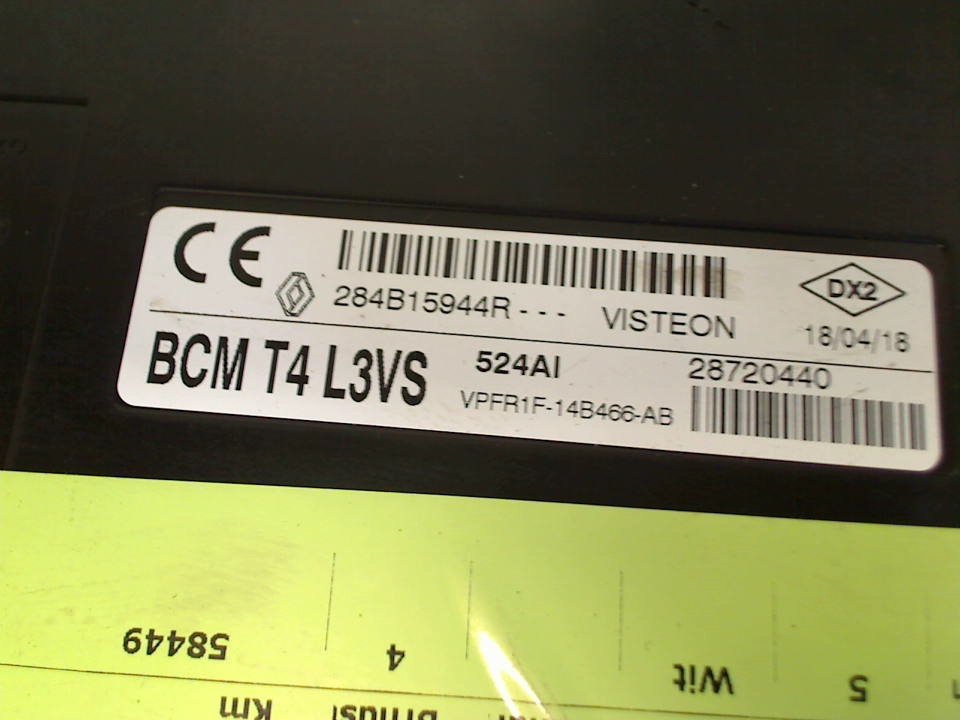 CE
284B15944R - - -
VISTEON
DX2
18/04/18
BCM T4 L3VS
524AI
28720440
VPFR1F-14B466-AB
58449
4
Wit
5
Km